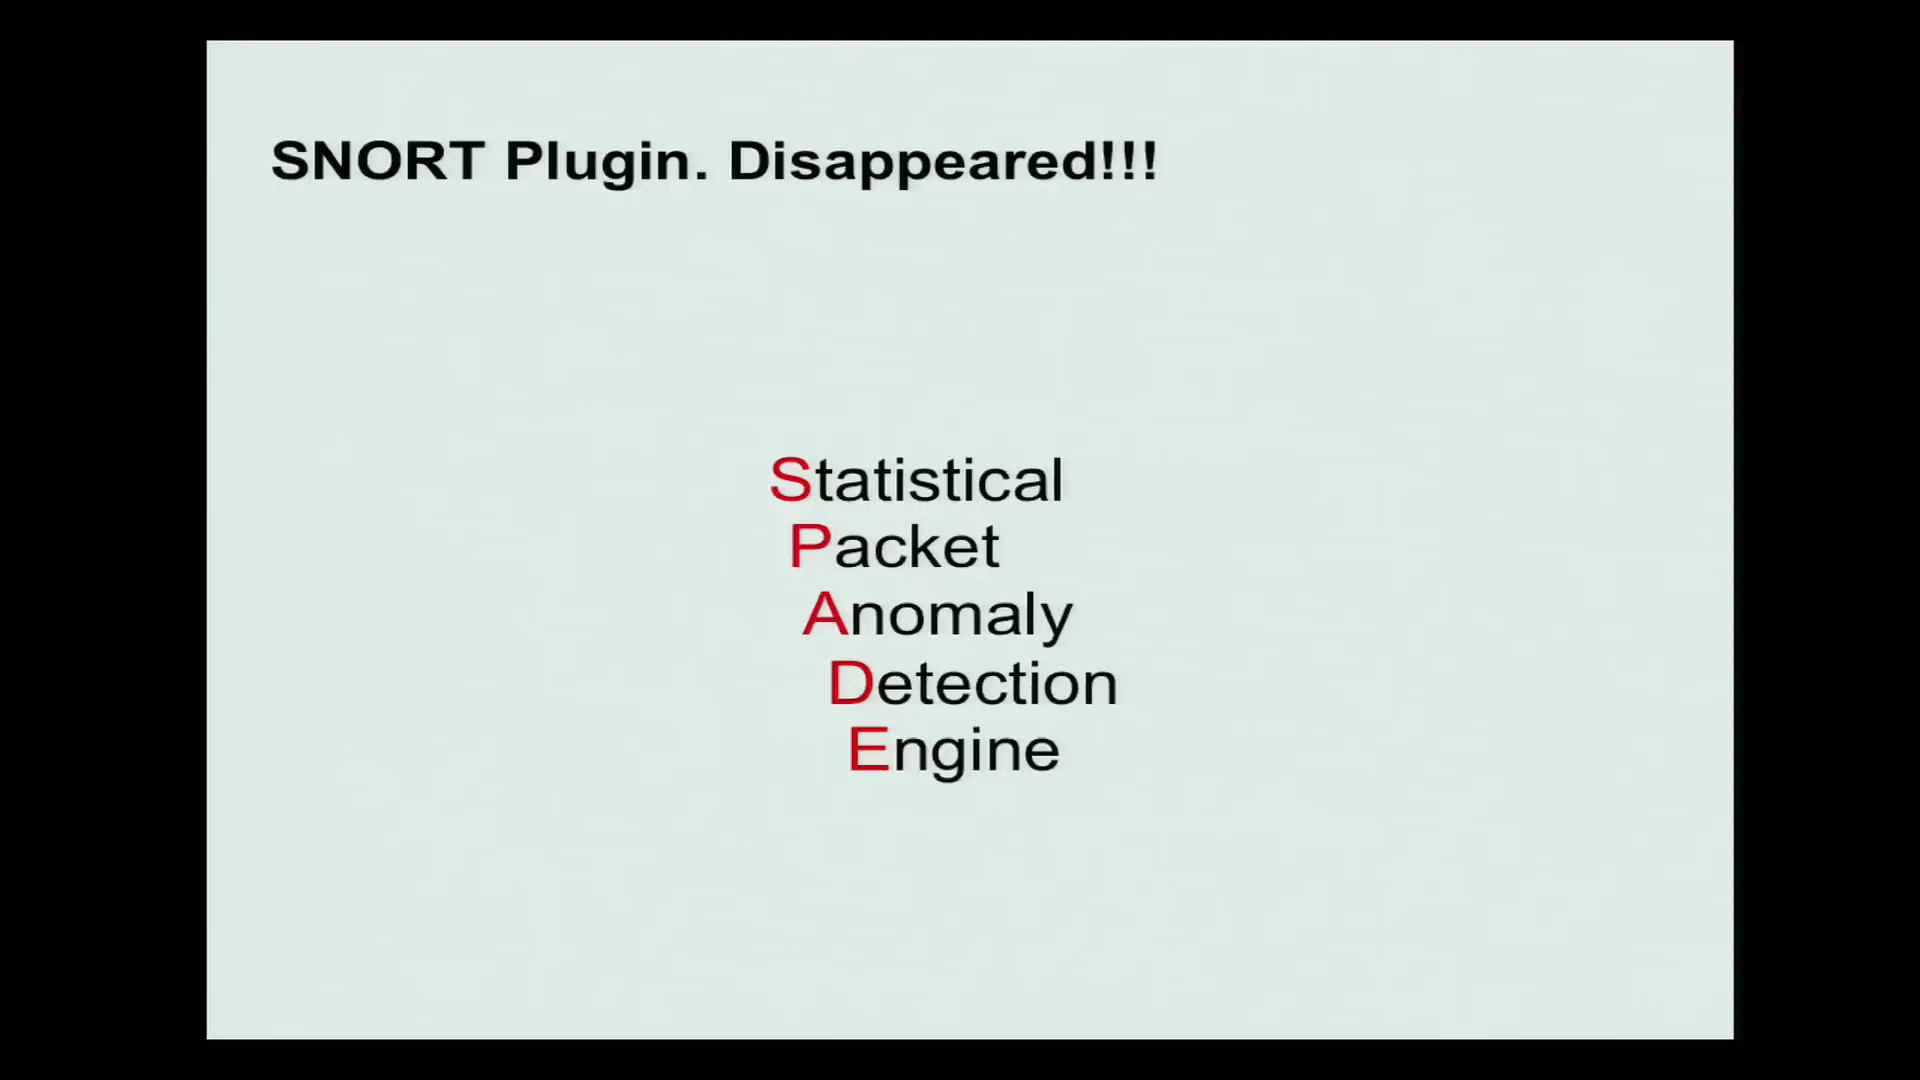 SNORT Plugin. Disappeared!!!
Statistical
Packet
Anomaly
Detection
Engine